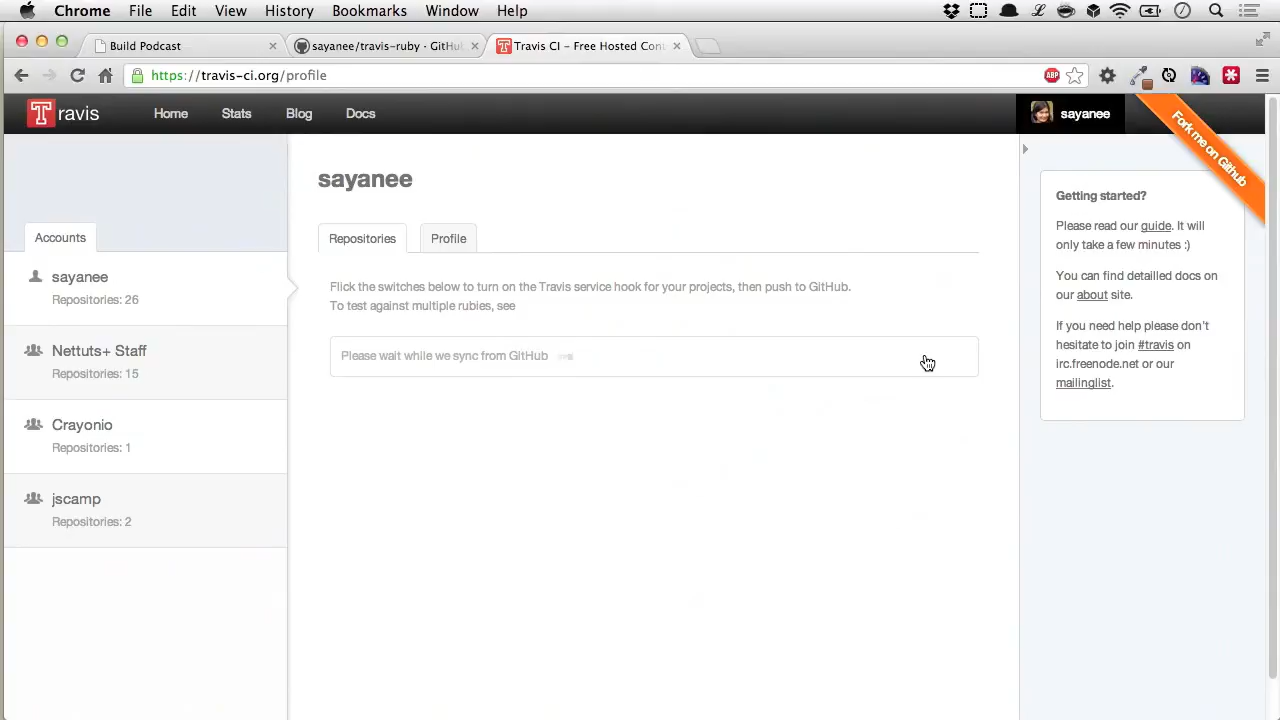 Chrome File Edit View History Bookmarks Window Help
Build Podcast
sayanee/travis-ruby · GitHub
Travis CI – Free Hosted Con
https://travis-ci.org/profile
ABP
Travis
Home Stats Blog Docs
sayanee
Fork me on Github
Accounts
sayanee
Repositories: 26
Nettuts+ Staff
Repositories: 15
Crayonio
Repositories: 1
jscamp
Repositories: 2
sayanee
Repositories Profile
Flick the switches below to turn on the Travis service hook for your projects, then push to GitHub.
To test against multiple rubies, see
Please wait while we sync from GitHub
Getting started?
Please read our guide. It will
only take a few minutes :)
You can find detailled docs on
our about site.
If you need help please don't
hesitate to join #travis on
irc.freenode.net or our
mailinglist.